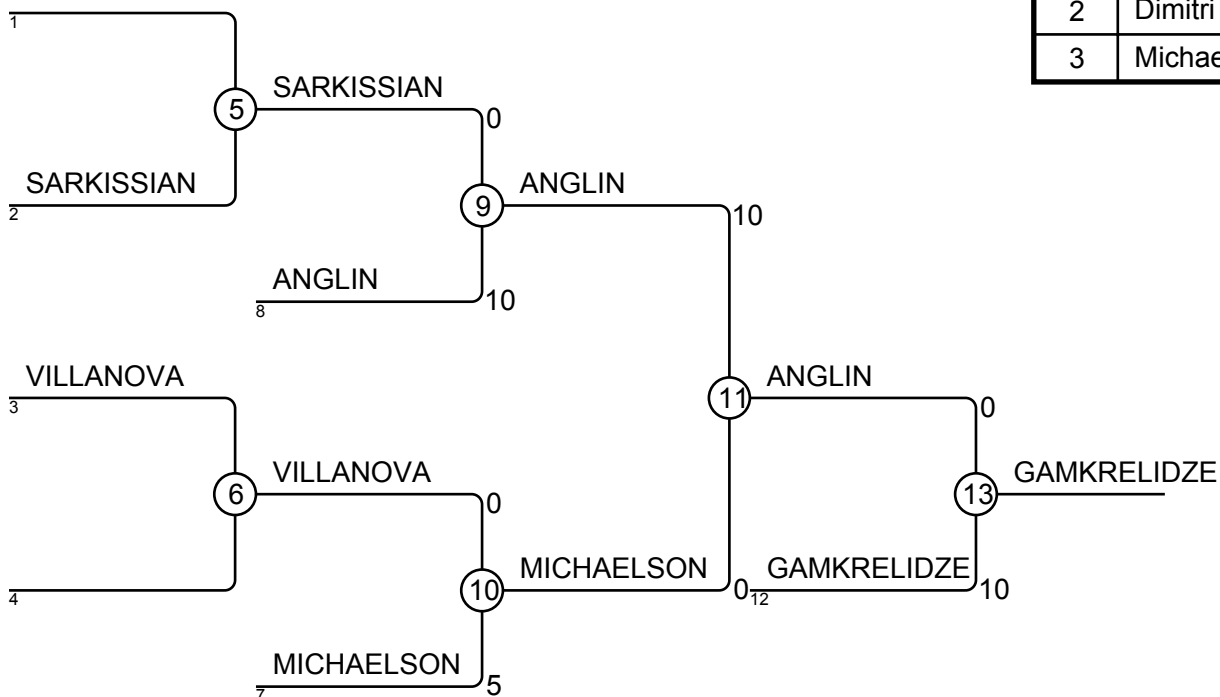 1
2 Dimitri
3 Michae
SARKISSIAN
5
0
SARKISSIAN
2
9
ANGLIN
10
ANGLIN
8
10
VILLANOVA
3
11
ANGLIN
0
VILLANOVA
6
0
13
GAMKRELIDZE
4
10
MICHAELSON
0
12
GAMKRELIDZE
10
MICHAELSON
7
5